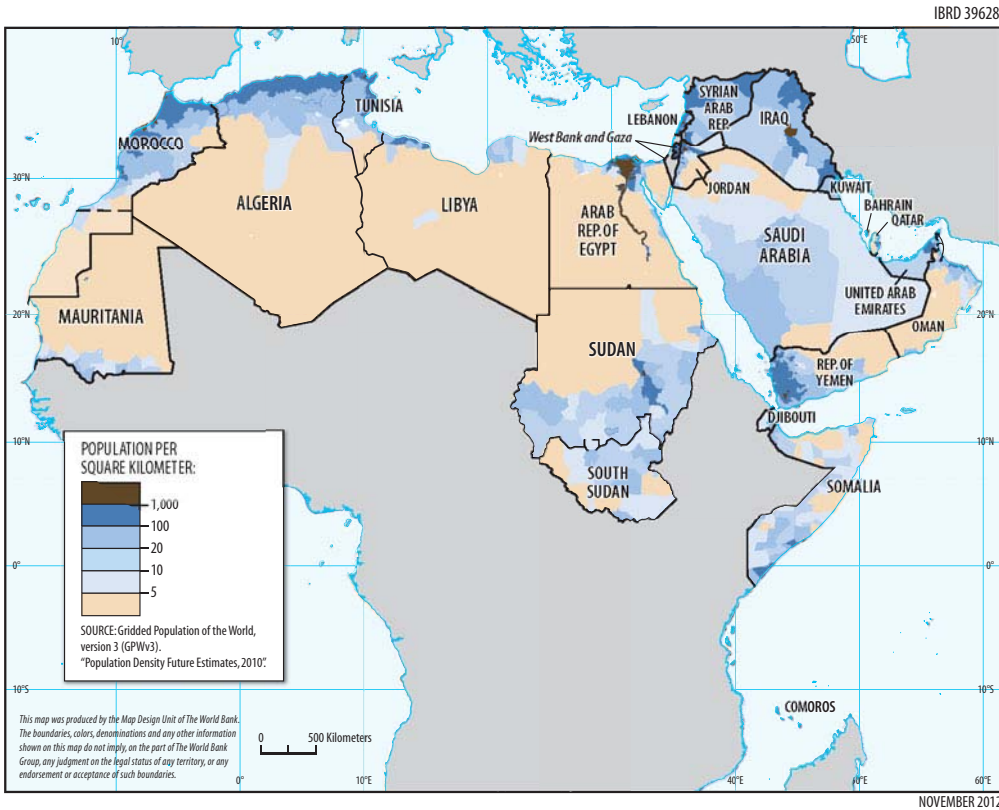 IBRD 39628
10°
50°E
TUNISIA
MOROCCO
SYRIAN
ARAB
REP.
LEBANON
IRAQ
West Bank and Gaza
30°N
JORDAN
KUWAIT
ALGERIA
LIBYA
ARAB
REP. OF
EGYPT
BAHRAIN
QATAR
SAUDI
ARABIA
UNITED ARAB
EMIRATES
20°N
20°N
MAURITANIA
OMAN
SUDAN
REP. OF
YEMEN
DJIBOUTI
10°N
10°N
POPULATION PER
SQUARE KILOMETER:
1,000
100
20
10
5
SOURCE: Gridded Population of the World,
version 3 (GPWv3).
"Population Density Future Estimates, 2010".
SOUTH
SUDAN
SOMALIA
0°
0°
10°S
10°S
COMOROS
This map was produced by the Map Design Unit of The World Bank.
The boundaries, colors, denominations and any other information
shown on this map do not imply, on the part of The World Bank
Group, any judgment on the legal status of any territory, or any
endorsement or acceptance of such boundaries.
0 500 Kilometers
0°
10°E
40°E
50°E
60°E
NOVEMBER 2012